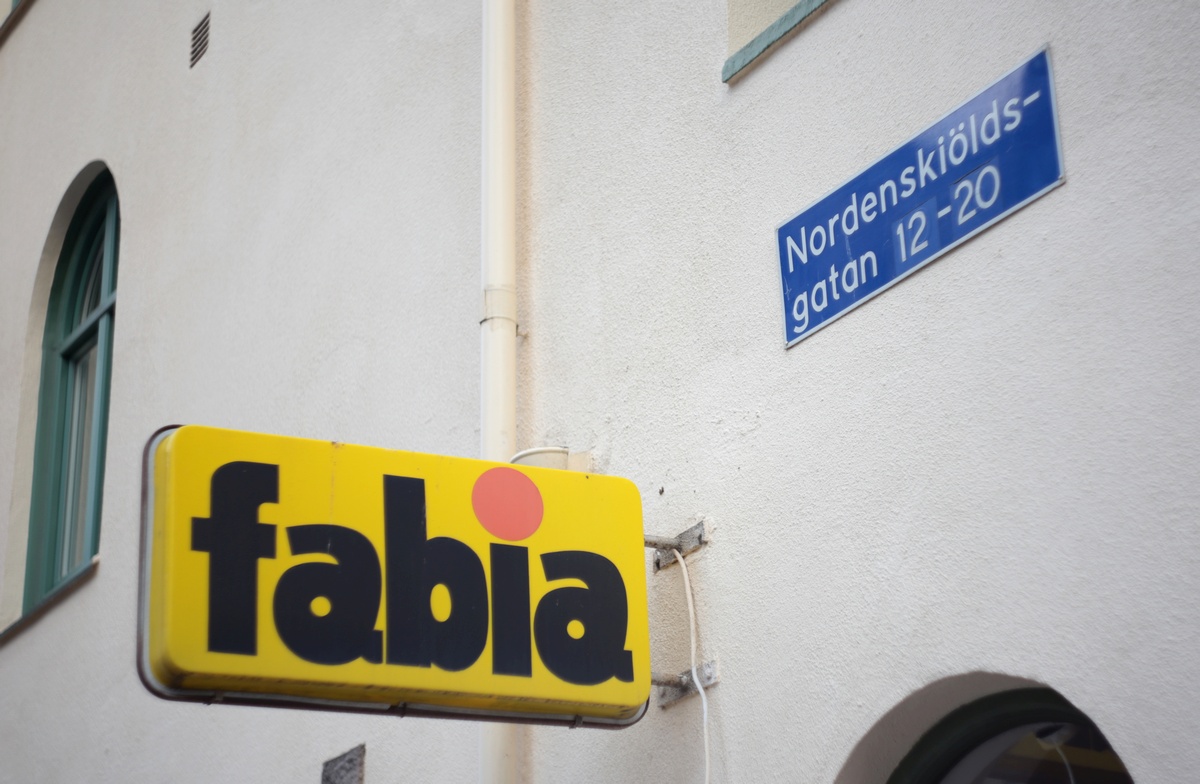 Nordenskiölds-
gatan 12-20
fabia